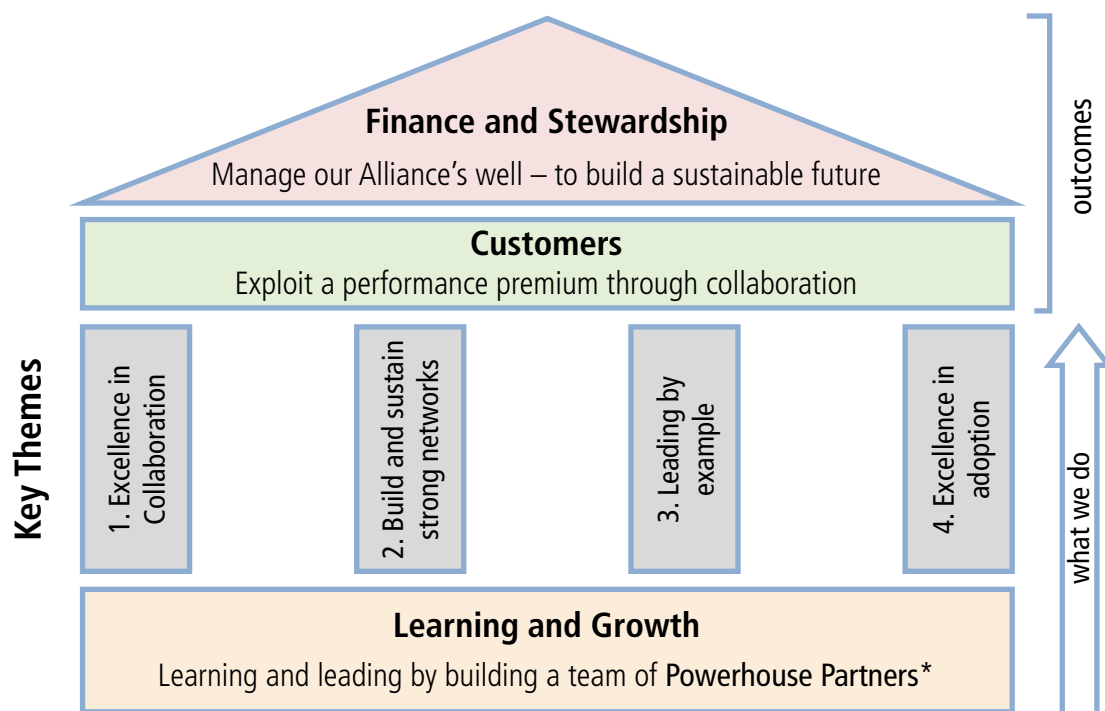 Finance and Stewardship
Manage our Alliance’s well – to build a sustainable future
outcomes
Customers
Exploit a performance premium through collaboration
Key Themes
1. Excellence in
Collaboration
2. Build and sustain
strong networks
3. Leading by
example
4. Excellence in
adoption
what we do
Learning and Growth
Learning and leading by building a team of Powerhouse Partners*